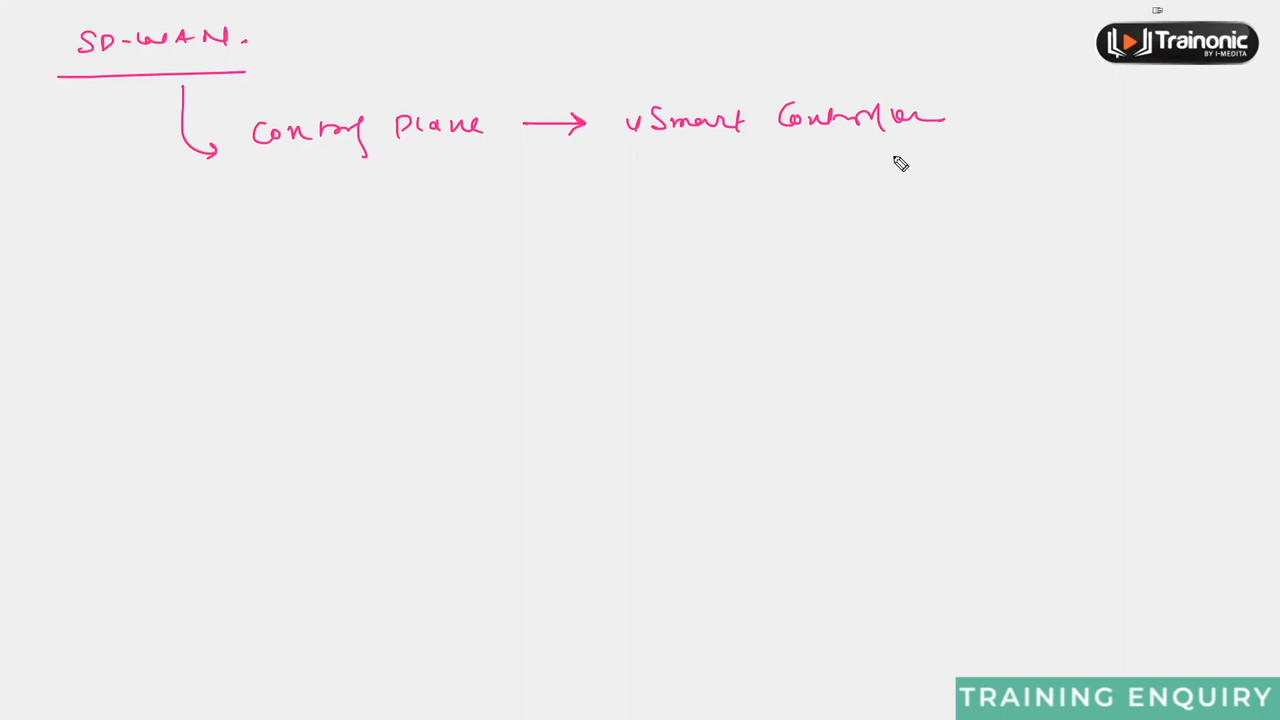 SD-WAN.
Control Plane → vSmart Controller
Trainonic
BY I-MEDITA
TRAINING ENQUIRY